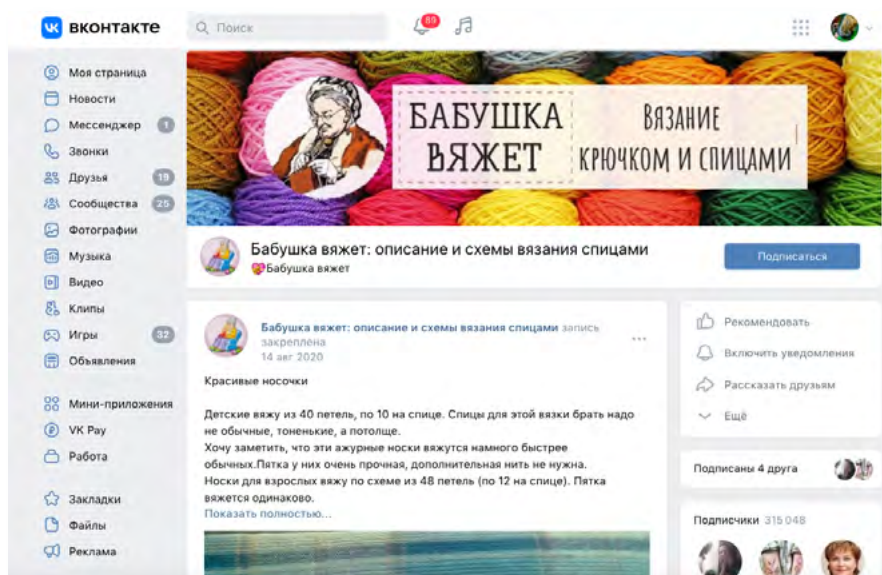 вконтакте
Поиск
89
Моя страница
Новости
Мессенджер 1
Звонки
Друзья 19
Сообщества 25
Фотографии
Музыка
Видео
Клипы
Игры 32
Объявления
Мини-приложения
VK Pay
Работа
Закладки
Файлы
Реклама
БАБУШКА
ВЯЖЕТ
Вязание
крючком и спицами
Бабушка вяжет: описание и схемы вязания спицами
💝Бабушка вяжет
Подписаться
Бабушка вяжет: описание и схемы вязания спицами запись
закреплена
14 авг 2020
Красивые носочки
Детские вяжу из 40 петель, по 10 на спице. Спицы для этой вязки брать надо
не обычные, тоненькие, а потолще.
Хочу заметить, что эти ажурные носки вяжутся намного быстрее
обычных.Пятка у них очень прочная, дополнительная нить не нужна.
Носки для взрослых вяжу по схеме из 48 петель (по 12 на спице). Пятка
вяжется одинаково.
Показать полностью...
Рекомендовать
Включить уведомления
Рассказать друзьям
Ещё
Подписаны 4 друга
Подписчики 315 048